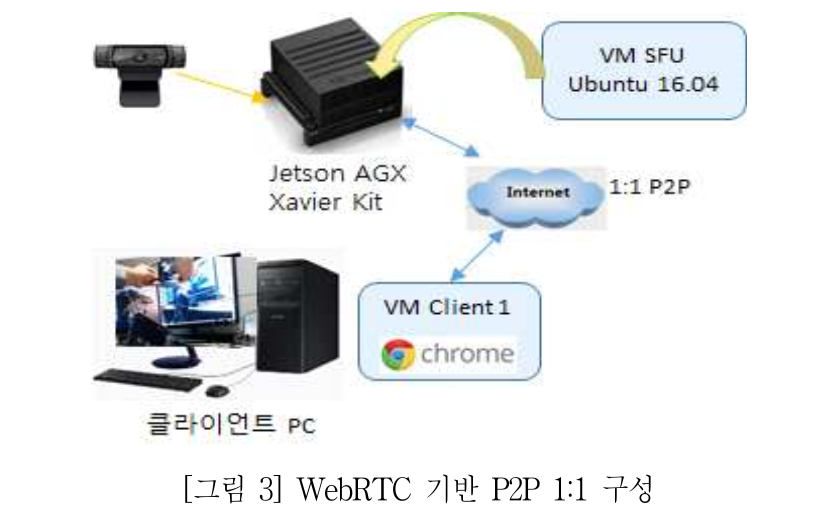 VM SFU
Ubuntu 16.04
Jetson AGX
Xavier Kit
Internet
1:1 P2P
VM Client 1
chrome
클라이언트 PC
[그림 3] WebRTC 기반 P2P 1:1 구성